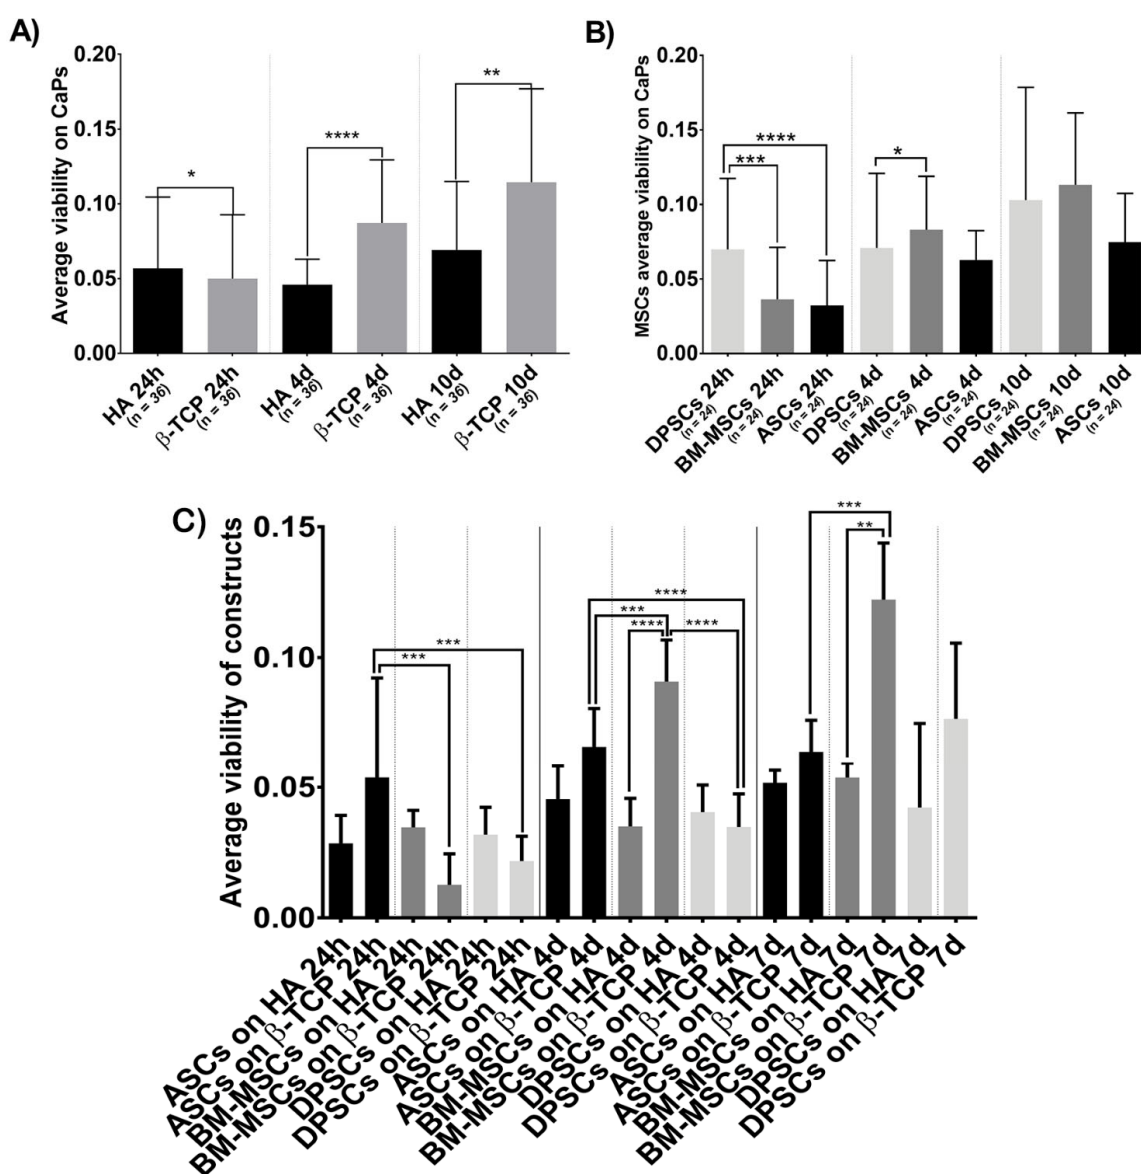 A)
Average viability on CaPs
0.20
0.15
0.10
0.05
0.00
*
****
**
HA 24h
(n = 36)
β-TCP 24h
(n = 36)
HA 4d
(n = 36)
β-TCP 4d
(n = 36)
HA 10d
(n = 36)
β-TCP 10d
(n = 36)
B)
MSCs average viability on CaPs
0.20
0.15
0.10
0.05
0.00
****
***
*
DPSCs 24h
(n = 24)
BM-MSCs 24h
(n = 24)
ASCs 24h
(n = 24)
DPSCs 4d
(n = 24)
BM-MSCs 4d
(n = 24)
ASCs 4d
(n = 24)
DPSCs 10d
(n = 24)
BM-MSCs 10d
(n = 24)
ASCs 10d
(n = 24)
C)
Average viability of constructs
0.15
0.10
0.05
0.00
***
***
****
***
****
****
***
**
ASCs on HA 24h
ASCs on β-TCP 24h
BM-MSCs on HA 24h
BM-MSCs on β-TCP 24h
DPSCs on HA 24h
DPSCs on β-TCP 24h
ASCs on HA 4d
ASCs on β-TCP 4d
BM-MSCs on HA 4d
BM-MSCs on β-TCP 4d
DPSCs on HA 4d
DPSCs on β-TCP 4d
ASCs on HA 7d
ASCs on β-TCP 7d
BM-MSCs on HA 7d
BM-MSCs on β-TCP 7d
DPSCs on HA 7d
DPSCs on β-TCP 7d